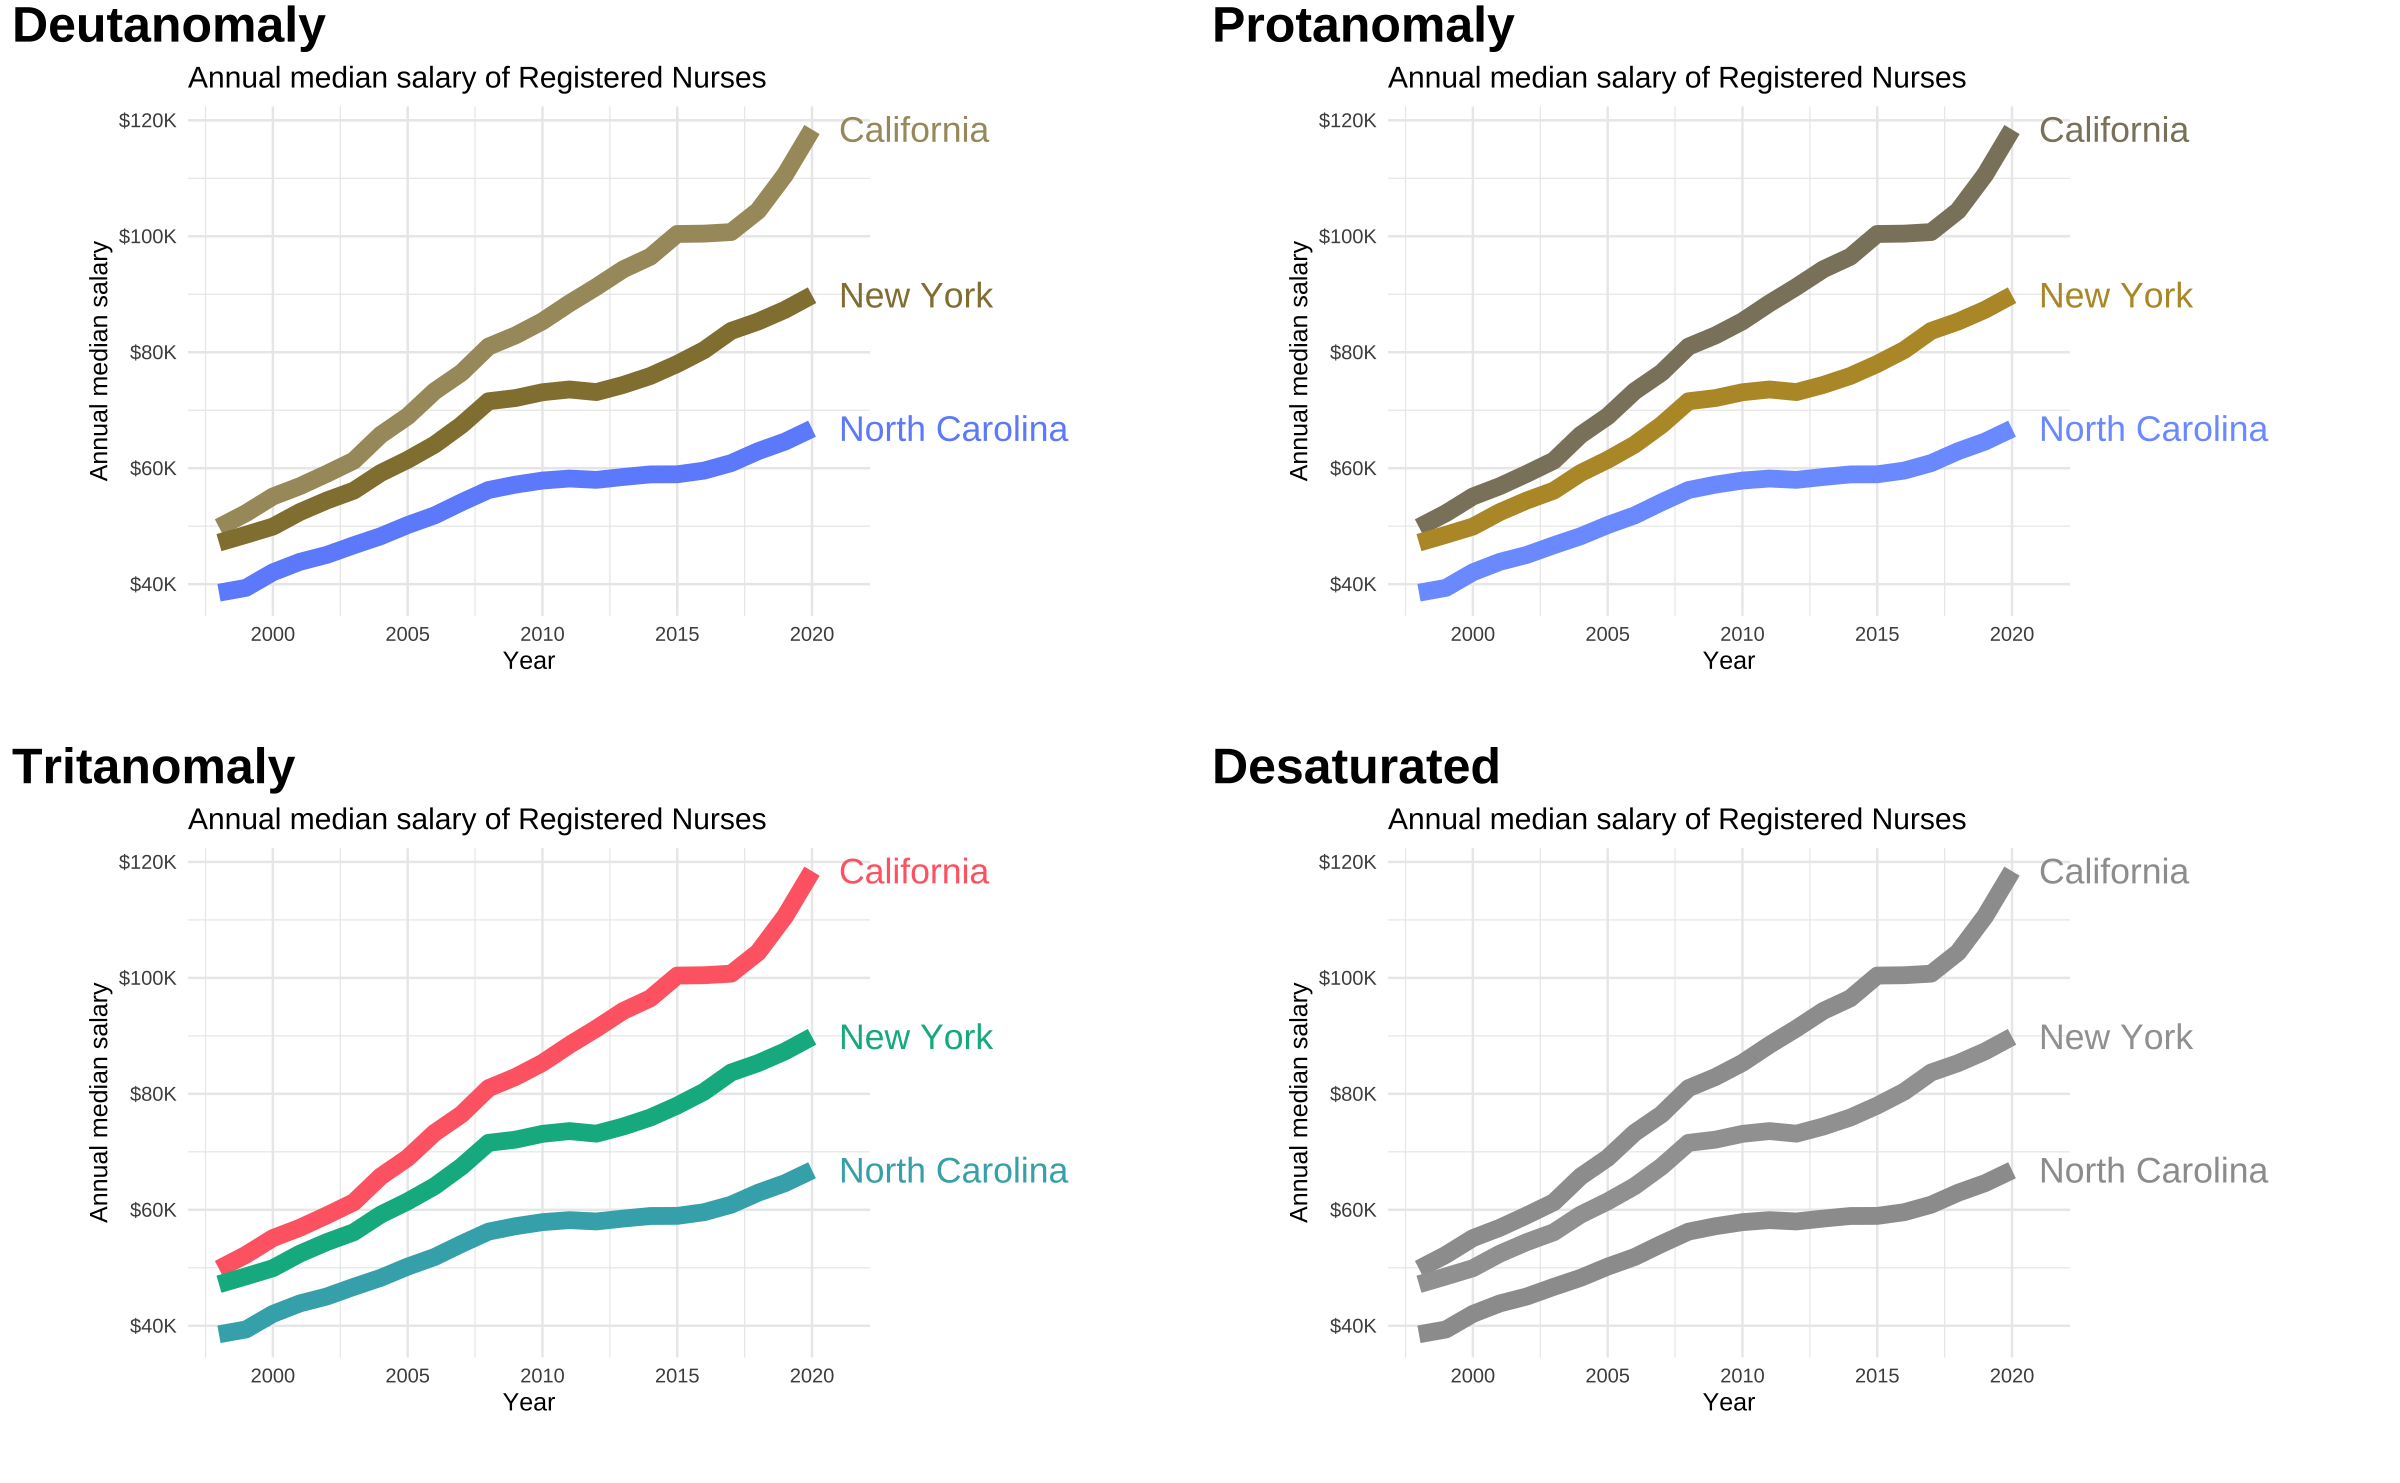 Deutanomaly
Annual median salary of Registered Nurses
Annual median salary
$120K
$100K
$80K
$60K
$40K
California
New York
North Carolina
2000 2005 2010 2015 2020
Year
Protanomaly
Annual median salary of Registered Nurses
Annual median salary
$120K
$100K
$80K
$60K
$40K
California
New York
North Carolina
2000 2005 2010 2015 2020
Year
Tritanomaly
Annual median salary of Registered Nurses
Annual median salary
$120K
$100K
$80K
$60K
$40K
California
New York
North Carolina
2000 2005 2010 2015 2020
Year
Desaturated
Annual median salary of Registered Nurses
Annual median salary
$120K
$100K
$80K
$60K
$40K
California
New York
North Carolina
2000 2005 2010 2015 2020
Year